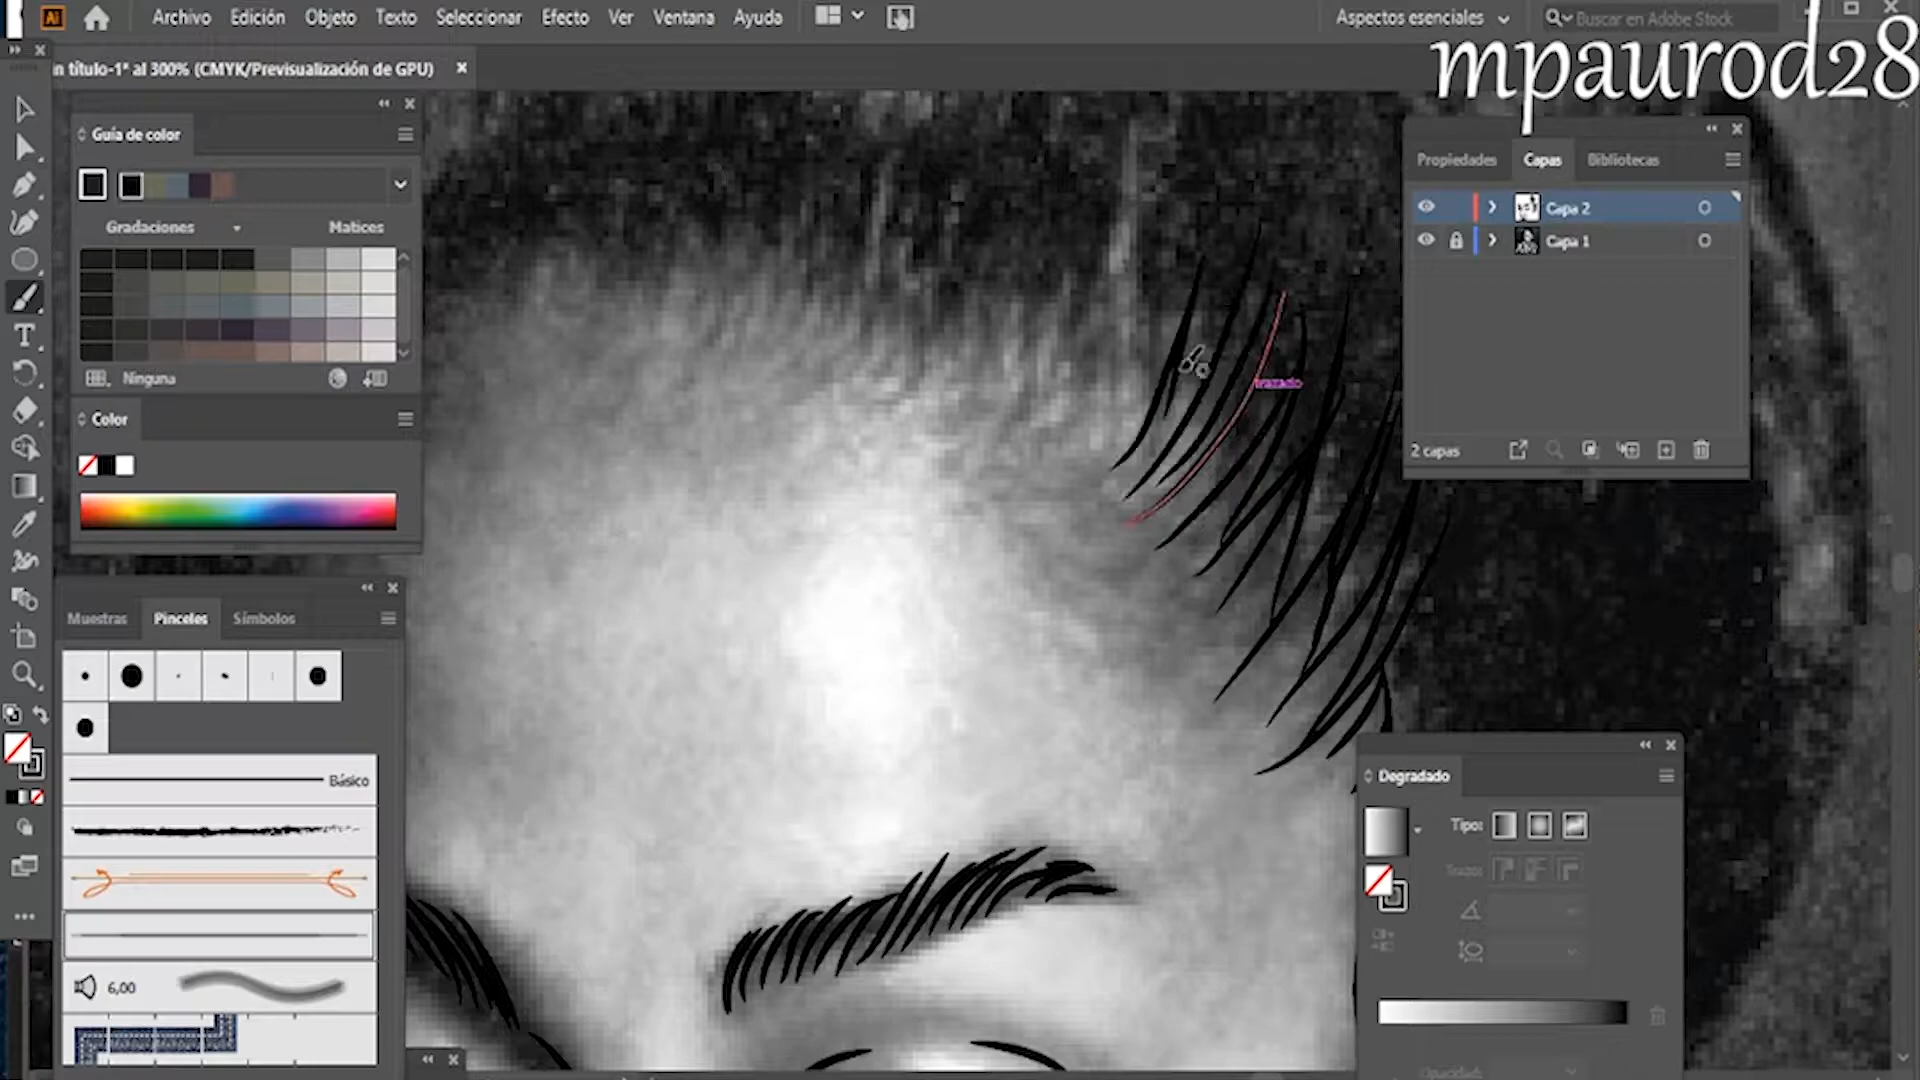 Ai Archivo Edición Objeto Texto Seleccionar Efecto Ver Ventana Ayuda Aspectos esenciales Buscar en Adobe Stock
mpaurod28
n título-1* al 300% (CMYK/Previsualización de GPU)
Guía de color
Propiedades Capas Bibliotecas
Gradaciones Matices
Capa 2
Capa 1
Ninguna
trazado
Color
2 capas
Muestras Pinceles Símbolos
Básico
Degradado
Tipo:
Trazo:
6,00
Opacidad: